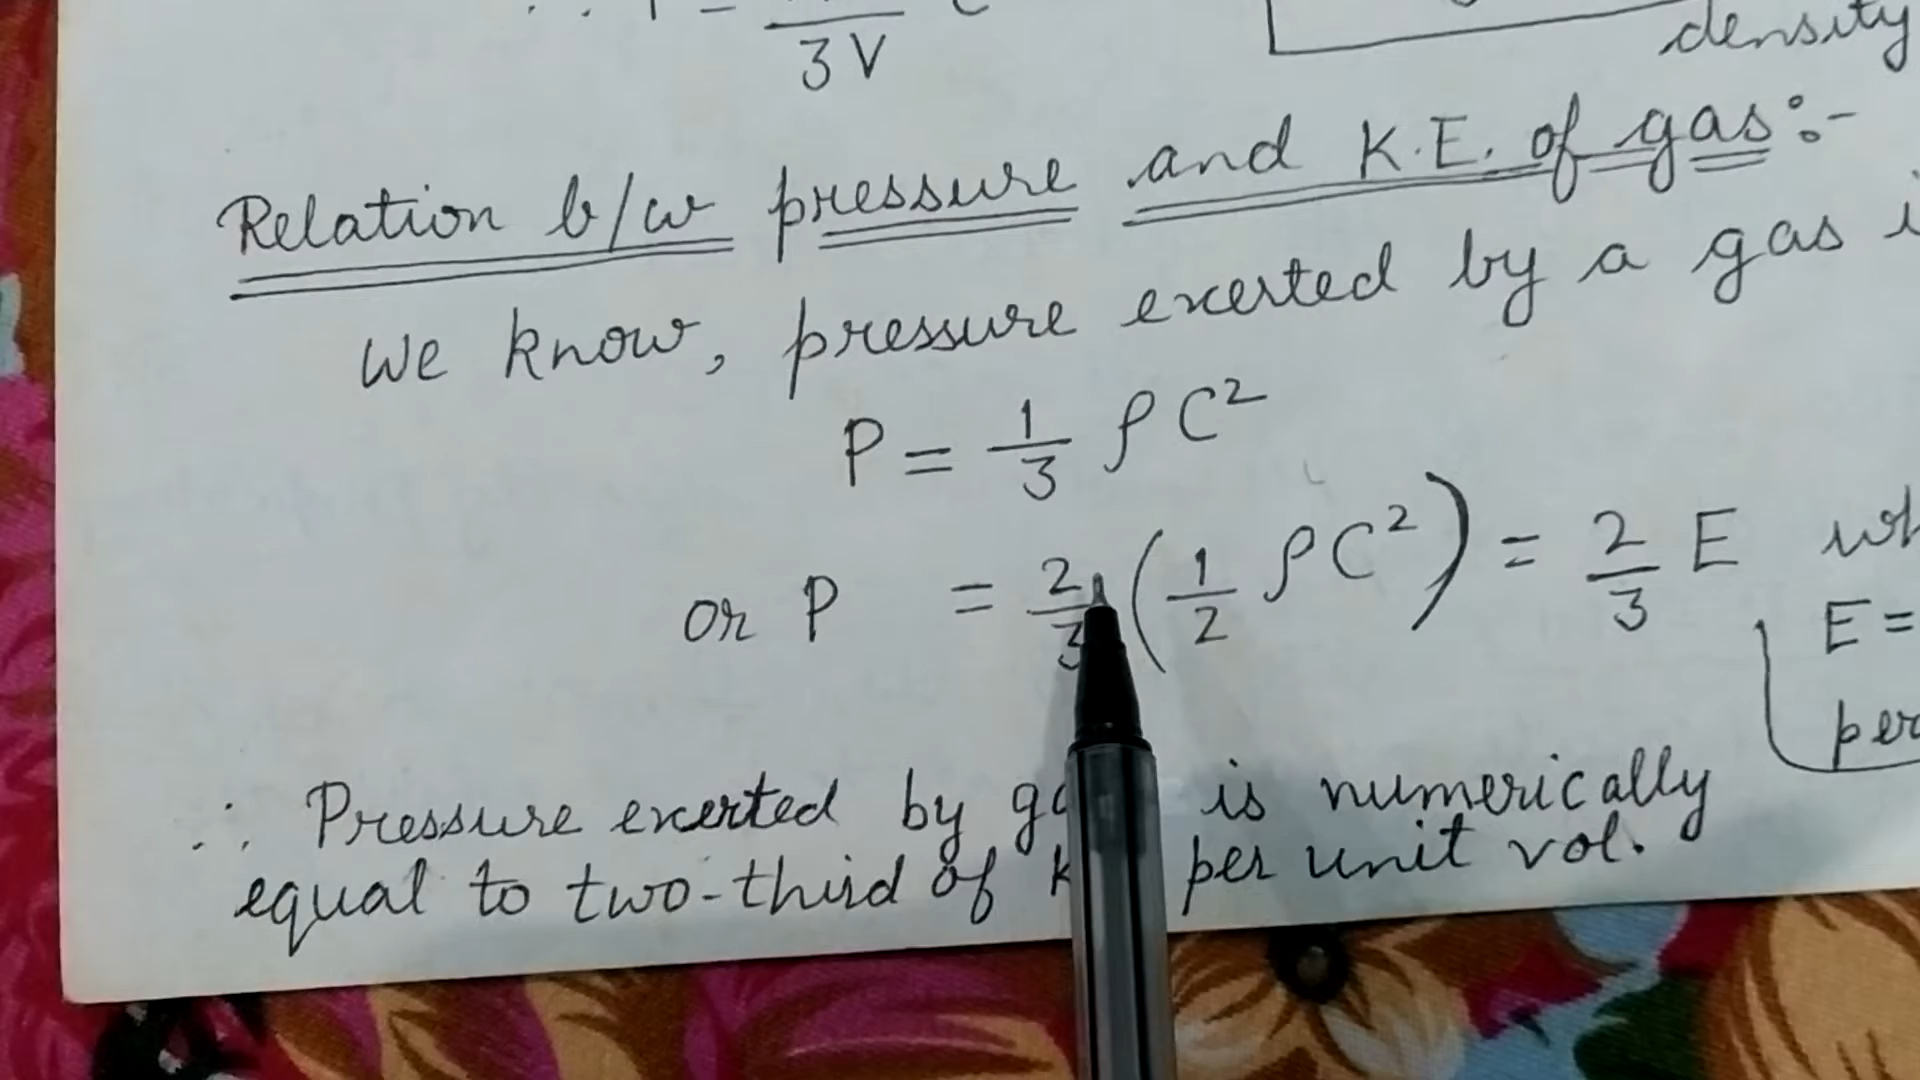 3V
density
Relation b/w pressure and K.E. of gas:-
We know, pressure exerted by a gas i
P = 1/3 ρ C²
or P = 2/3 (1/2 ρ C²) = 2/3 E wh
E =
per
∴ Pressure exerted by is numerically
equal to two-third of per unit vol.